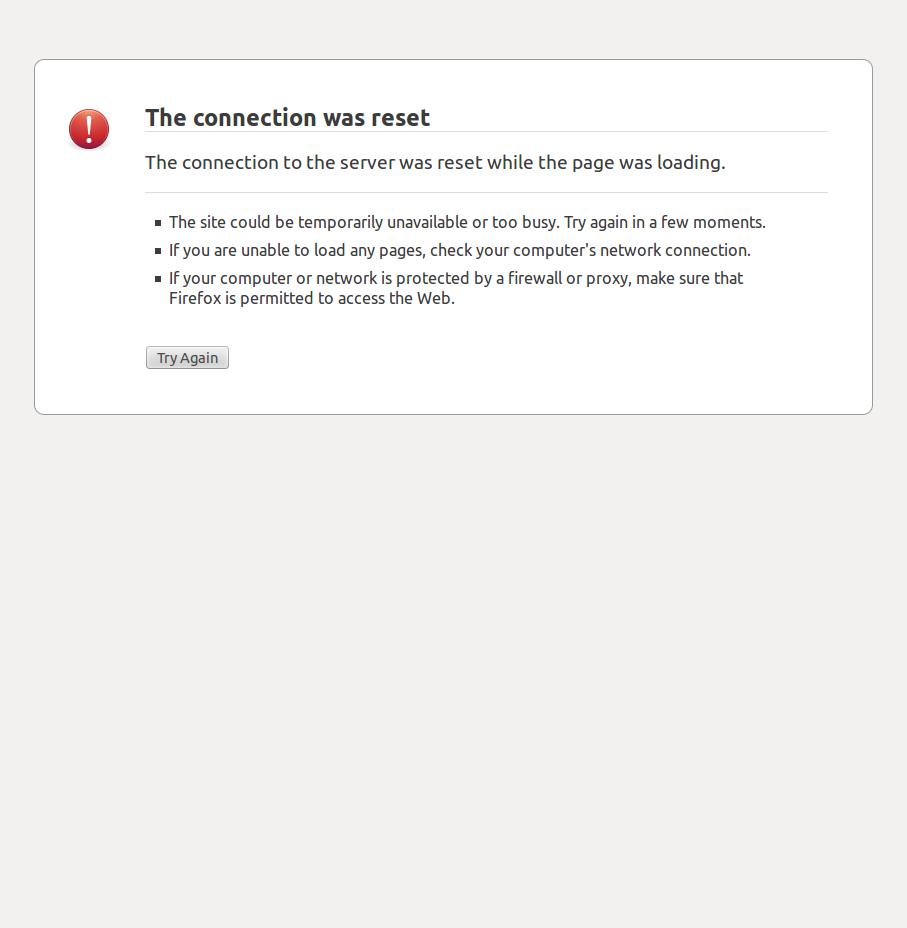 The connection was reset
The connection to the server was reset while the page was loading.
The site could be temporarily unavailable or too busy. Try again in a few moments.
If you are unable to load any pages, check your computer's network connection.
If your computer or network is protected by a firewall or proxy, make sure that
Firefox is permitted to access the Web.
Try Again